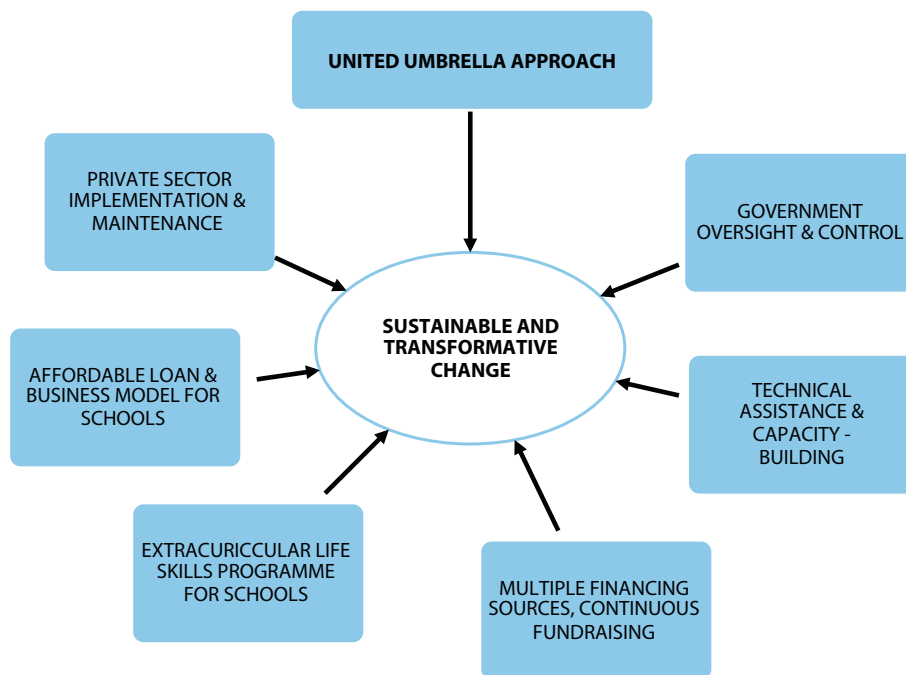 UNITED UMBRELLA APPROACH
PRIVATE SECTOR
IMPLEMENTATION &
MAINTENANCE
GOVERNMENT
OVERSIGHT & CONTROL
SUSTAINABLE AND
TRANSFORMATIVE
CHANGE
AFFORDABLE LOAN &
BUSINESS MODEL FOR
SCHOOLS
TECHNICAL
ASSISTANCE &
CAPACITY -
BUILDING
EXTRACURICCULAR LIFE
SKILLS PROGRAMME
FOR SCHOOLS
MULTIPLE FINANCING
SOURCES, CONTINUOUS
FUNDRAISING